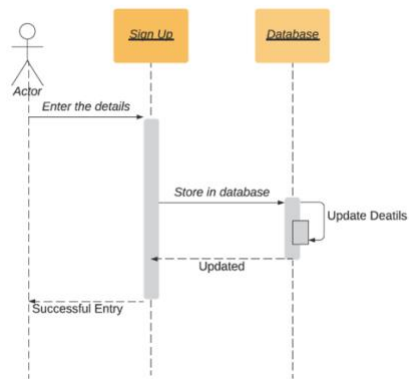 Sign Up
Database
Actor
Enter the details
Store in database
Update Deatils
Updated
Successful Entry